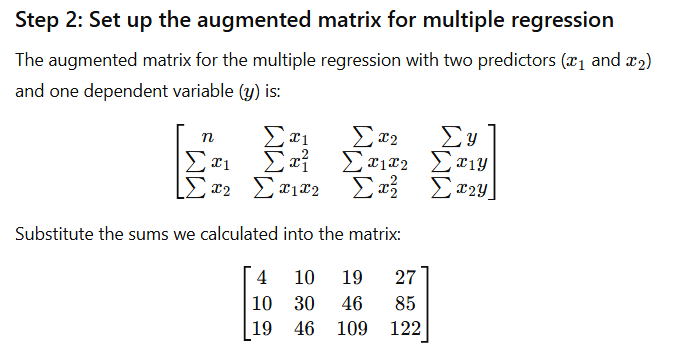 Step 2: Set up the augmented matrix for multiple regression
The augmented matrix for the multiple regression with two predictors (x₁ and x₂)
and one dependent variable (y) is:
n ∑x₁ ∑x₂ ∑y
∑x₁ ∑x₁² ∑x₁x₂ ∑x₁y
∑x₂ ∑x₁x₂ ∑x₂² ∑x₂y
Substitute the sums we calculated into the matrix:
4 10 19 27
10 30 46 85
19 46 109 122